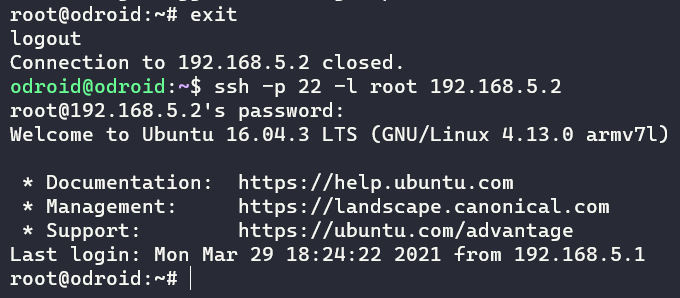 root@odroid:~# exit
logout
Connection to 192.168.5.2 closed.
odroid@odroid:~$ ssh -p 22 -l root 192.168.5.2
root@192.168.5.2's password:
Welcome to Ubuntu 16.04.3 LTS (GNU/Linux 4.13.0 armv7l)
 * Documentation:  https://help.ubuntu.com
 * Management:     https://landscape.canonical.com
 * Support:        https://ubuntu.com/advantage
Last login: Mon Mar 29 18:24:22 2021 from 192.168.5.1
root@odroid:~#